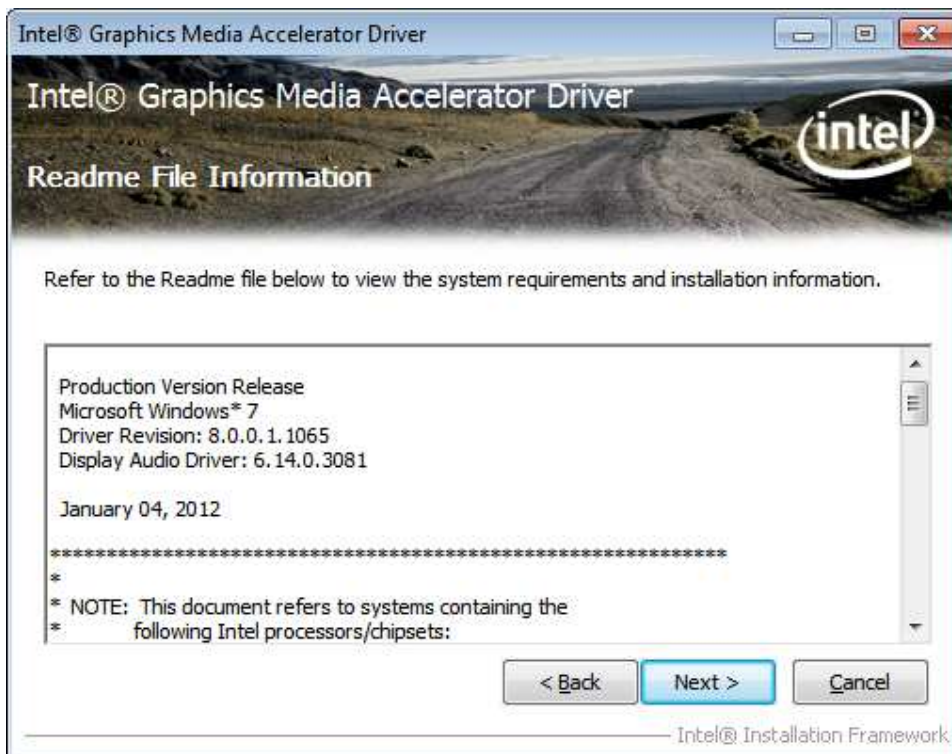 Intel® Graphics Media Accelerator Driver
Intel® Graphics Media Accelerator Driver
intel
Readme File Information
Refer to the Readme file below to view the system requirements and installation information.
Production Version Release
Microsoft Windows* 7
Driver Revision: 8.0.0.1.1065
Display Audio Driver: 6.14.0.3081
January 04, 2012
************************************************************
*
* NOTE: This document refers to systems containing the
* following Intel processors/chipsets:
< Back
Next >
Cancel
Intel® Installation Framework